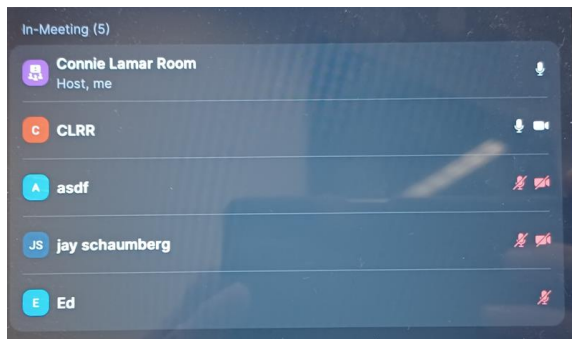 In-Meeting (5)
Connie Lamar Room
Host, me
C CLRR
A asdf
JS jay schaumberg
E Ed